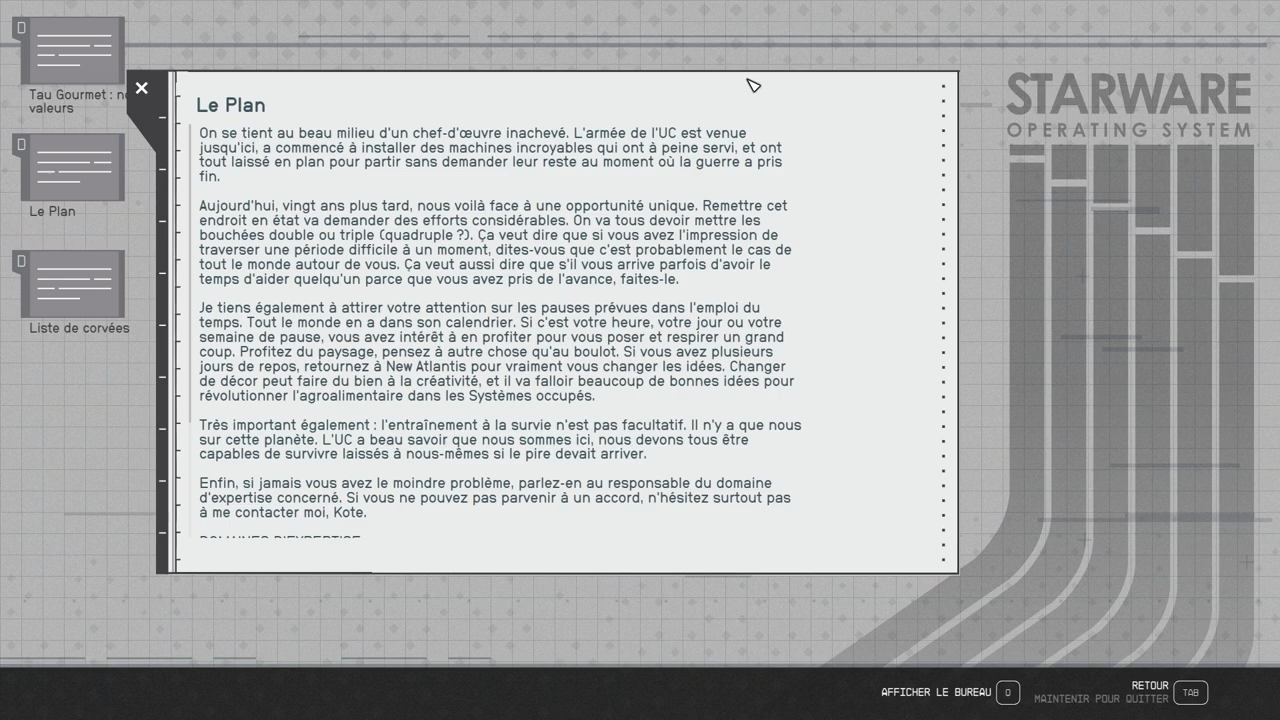 Tau Gourmet : n
valeurs
Le Plan
Liste de corvées
Le Plan
On se tient au beau milieu d'un chef-d'œuvre inachevé. L'armée de l'UC est venue
jusqu'ici, a commencé à installer des machines incroyables qui ont à peine servi, et ont
tout laissé en plan pour partir sans demander leur reste au moment où la guerre a pris
fin.
Aujourd'hui, vingt ans plus tard, nous voilà face à une opportunité unique. Remettre cet
endroit en état va demander des efforts considérables. On va tous devoir mettre les
bouchées double ou triple (quadruple ?). Ça veut dire que si vous avez l'impression de
traverser une période difficile à un moment, dites-vous que c'est probablement le cas de
tout le monde autour de vous. Ça veut aussi dire que s'il vous arrive parfois d'avoir le
temps d'aider quelqu'un parce que vous avez pris de l'avance, faites-le.
Je tiens également à attirer votre attention sur les pauses prévues dans l'emploi du
temps. Tout le monde en a dans son calendrier. Si c'est votre heure, votre jour ou votre
semaine de pause, vous avez intérêt à en profiter pour vous poser et respirer un grand
coup. Profitez du paysage, pensez à autre chose qu'au boulot. Si vous avez plusieurs
jours de repos, retournez à New Atlantis pour vraiment vous changer les idées. Changer
de décor peut faire du bien à la créativité, et il va falloir beaucoup de bonnes idées pour
révolutionner l'agroalimentaire dans les Systèmes occupés.
Très important également : l'entraînement à la survie n'est pas facultatif. Il n'y a que nous
sur cette planète. L'UC a beau savoir que nous sommes ici, nous devons tous être
capables de survivre laissés à nous-mêmes si le pire devait arriver.
Enfin, si jamais vous avez le moindre problème, parlez-en au responsable du domaine
d'expertise concerné. Si vous ne pouvez pas parvenir à un accord, n'hésitez surtout pas
à me contacter moi, Kote.
DOMAINES D'EXPERTISE
STARWARE
OPERATING SYSTEM
AFFICHER LE BUREAU O
RETOUR
MAINTENIR POUR QUITTER TAB